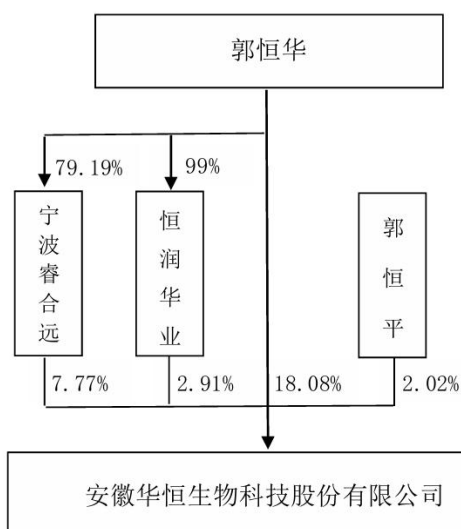 郭恒华
79.19%
99%
宁波睿合远
恒润华业
郭恒平
7.77%
2.91%
18.08%
2.02%
安徽华恒生物科技股份有限公司